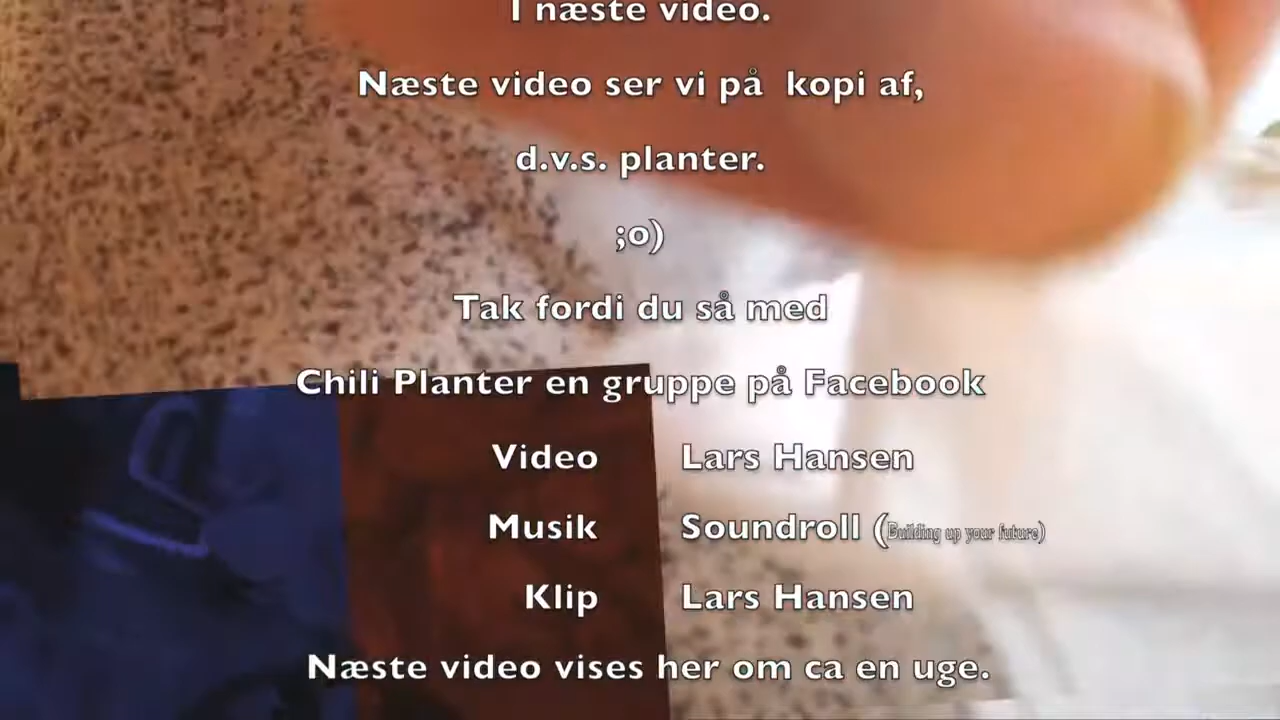 I næste video.
Næste video ser vi på kopi af,
d.v.s. planter.
;o)
Tak fordi du så med
Chili Planter en gruppe på Facebook
Video Lars Hansen
Musik Soundroll (Building up your future)
Klip Lars Hansen
Næste video vises her om ca en uge.